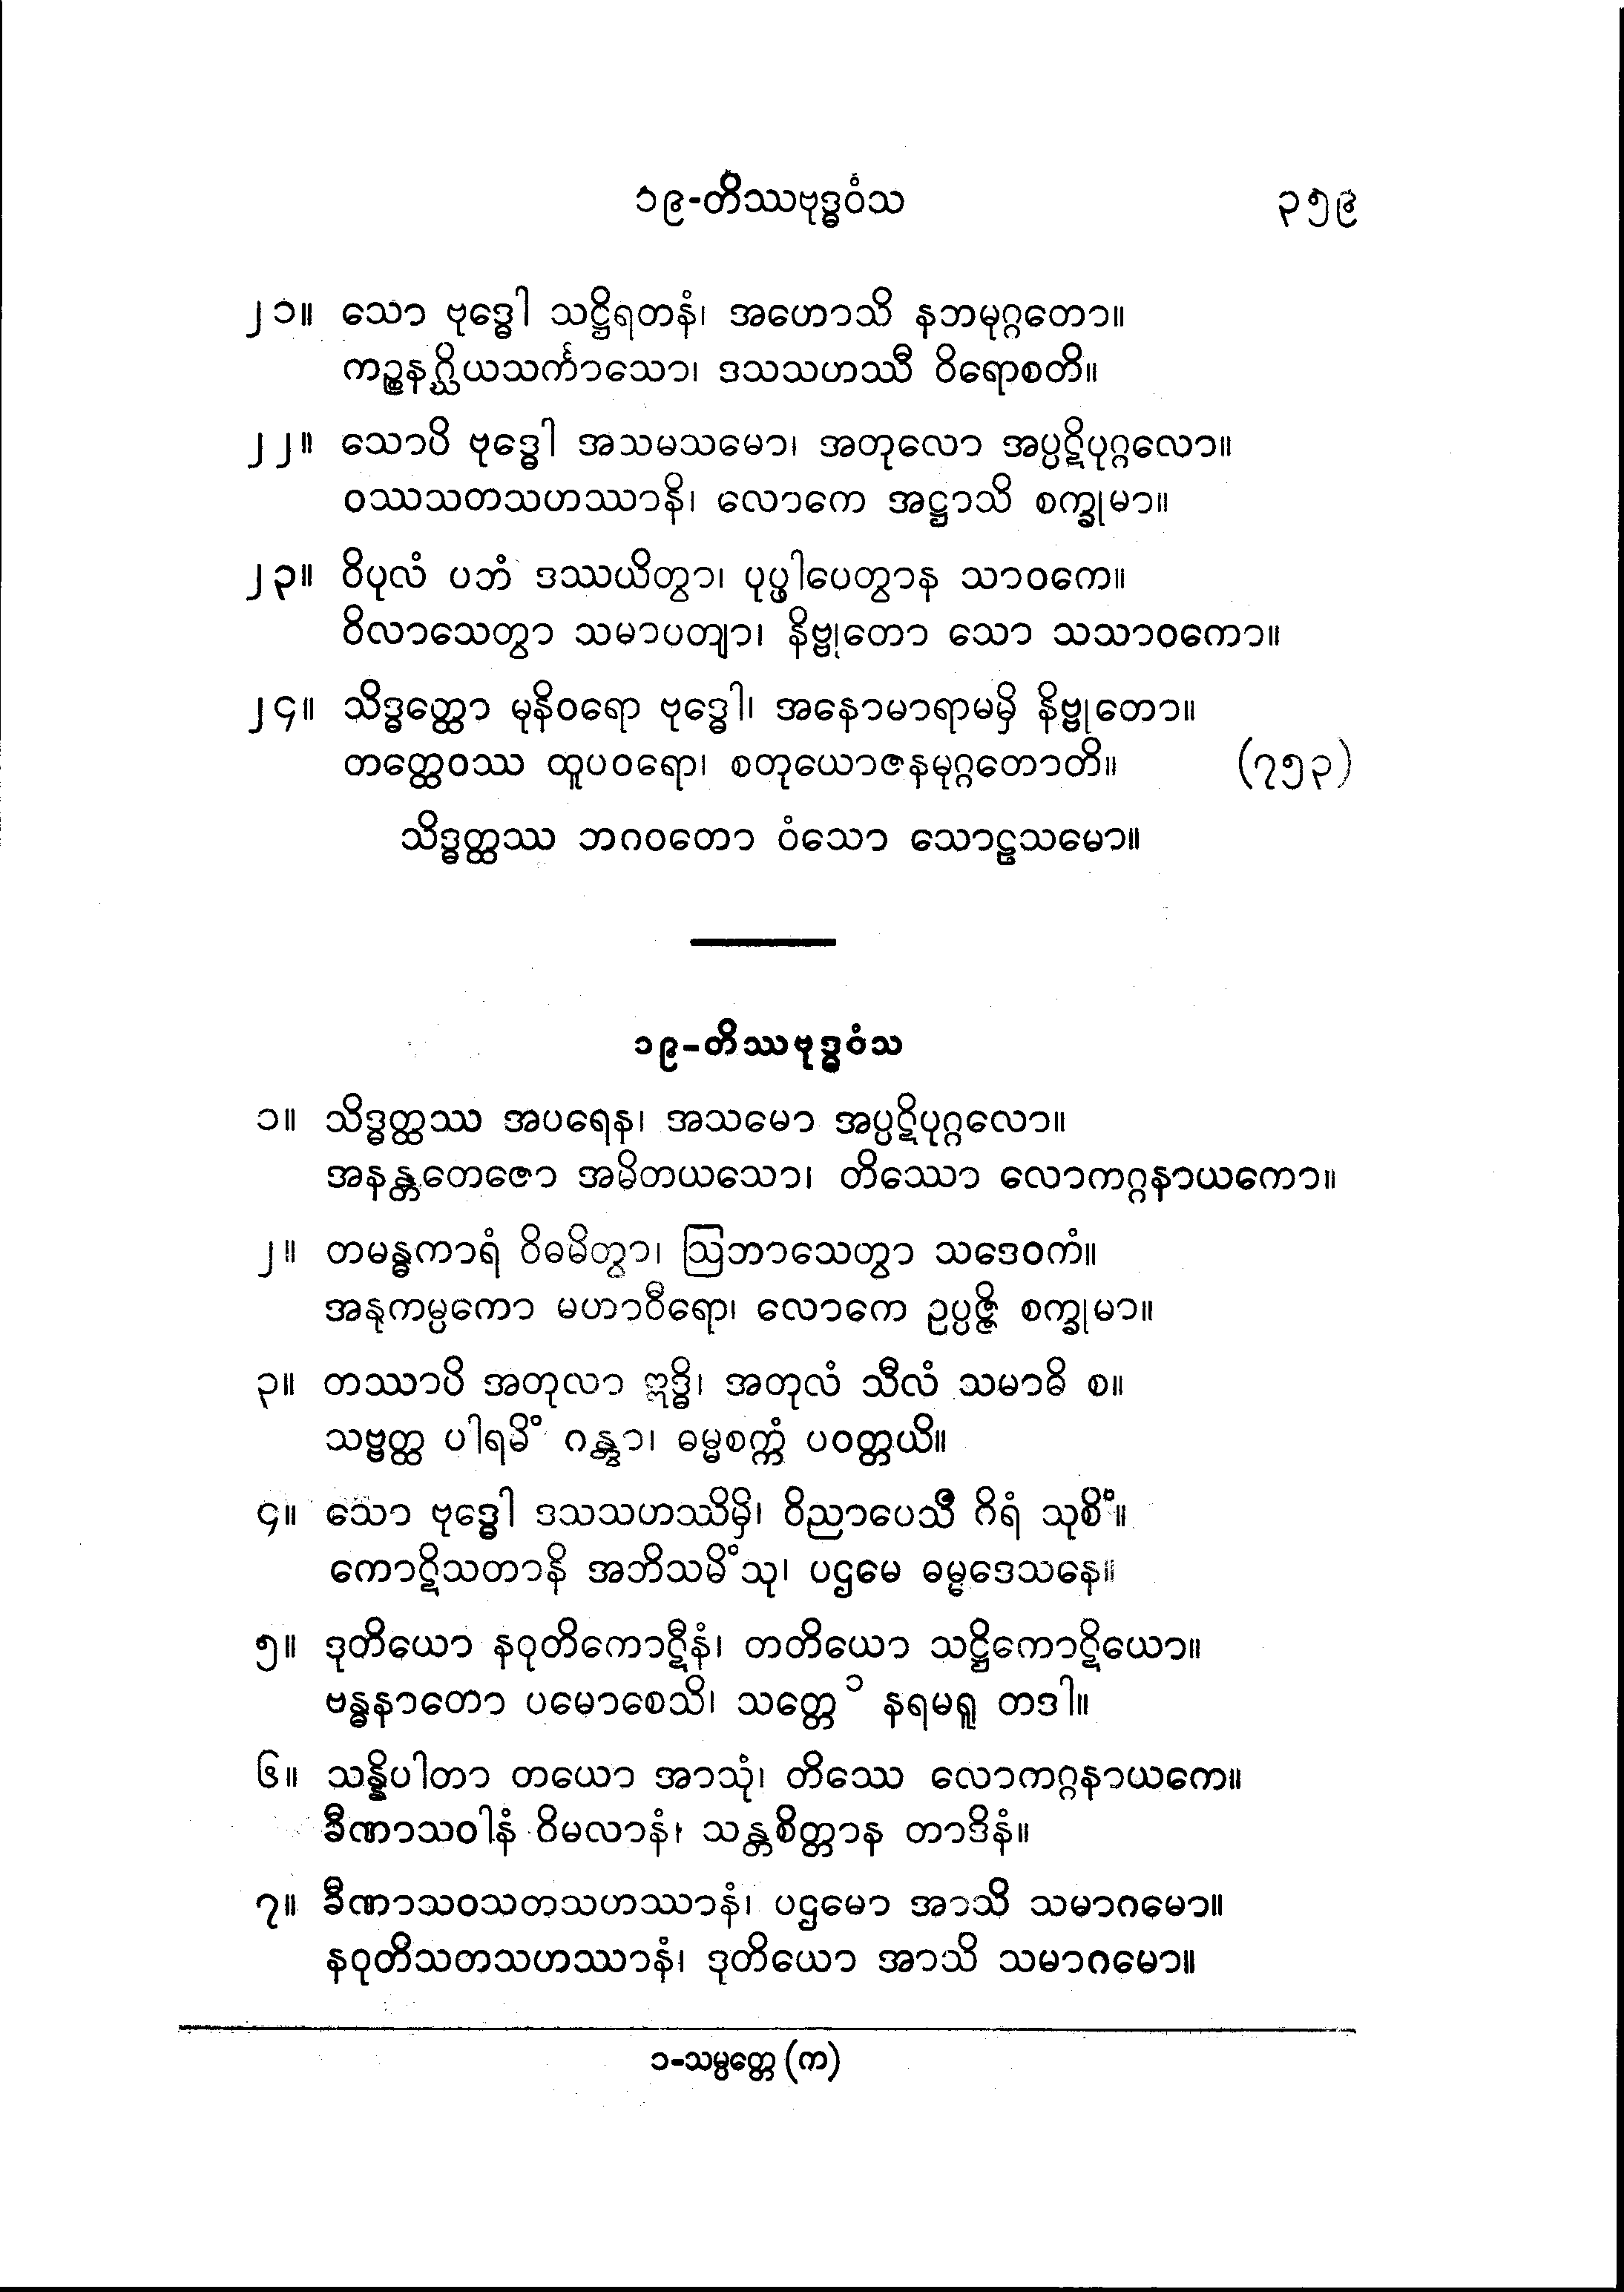 ၁၉-တိဿဗုဒ္ဓဝံသ ၃၅၉
၂၁။ သော ဗုဒ္ဓေါ သဋ္ဌိရတနံ၊ အဟောသိ နဘမုဂ္ဂတော။
ကဉ္စနဂ္ဃိယသင်္ကာသော၊ ဒသသဟဿီ ဝိရောစတိ။
၂၂။ သောပိ ဗုဒ္ဓေါ အသမသမော၊ အတုလော အပ္ပဋိပုဂ္ဂလော။
ဝဿသတသဟဿာနိ၊ လောကေ အဋ္ဌာသိ စက္ခုမာ။
၂၃။ ဝိပုလံ ပဘံ ဒဿယိတွာ၊ ပုပ္ဖါပေတွာန သာဝကေ။
ဝိလာသေတွာ သမာပတျာ၊ နိဗ္ဗုတော သော သသာဝကော။
၂၄။ သိဒ္ဓတ္ထော မုနိဝရော ဗုဒ္ဓေါ၊ အနောမာရာမမှိ နိဗ္ဗုတော။
တတ္ထေဝဿ ထူပဝရော၊ စတုယောဇနမုဂ္ဂတောတိ။ (၇၅၃)
သိဒ္ဓတ္ထဿ ဘဂဝတော ဝံသော သောဠသမော။
၁၉-တိဿဗုဒ္ဓဝံသ
၁။ သိဒ္ဓတ္ထဿ အပရေန၊ အသမော အပ္ပဋိပုဂ္ဂလော။
အနန္တတေဇော အမိတယသော၊ တိဿော လောကဂ္ဂနာယကော။
၂။ တမန္ဓကာရံ ဝိဓမိတွာ၊ ဩဘာသေတွာ သဒေဝကံ။
အနုကမ္ပကော မဟာဝီရော၊ လောကေ ဥပ္ပဇ္ဇိ စက္ခုမာ။
၃။ တဿာပိ အတုလာ ဣဒ္ဓိ၊ အတုလံ သီလံ သမာဓိ စ။
သဗ္ဗတ္ထ ပါရမိံ ဂန္တွာ၊ ဓမ္မစက္ကံ ပဝတ္တယိ။
၄။ သော ဗုဒ္ဓေါ ဒသသဟဿိမှိ၊ ဝိညာပေသိ ဂိရံ သုစိံ။
ကောဋိသတာနိ အဘိသမိံသု၊ ပဌမေ ဓမ္မဒေသနေ။
၅။ ဒုတိယော နဝုတိကောဋီနံ၊ တတိယော သဋ္ဌိကောဋိယော။
ဗန္ဓနာတော ပမောစေသိ၊ သတ္တေ ၁ နရမရူ တဒါ။
၆။ သန္နိပါတာ တယော အာသုံ၊ တိဿေ လောကဂ္ဂနာယကေ။
ခီဏာသဝါနံ ဝိမလာနံ၊ သန္တစိတ္တာန တာဒိနံ။
၇။ ခီဏာသဝသတသဟဿာနံ၊ ပဌမော အာသိ သမာဂမော။
နဝုတိသတသဟဿာနံ၊ ဒုတိယော အာသိ သမာဂမော။
၁-သမ္ပတ္တေ (က)